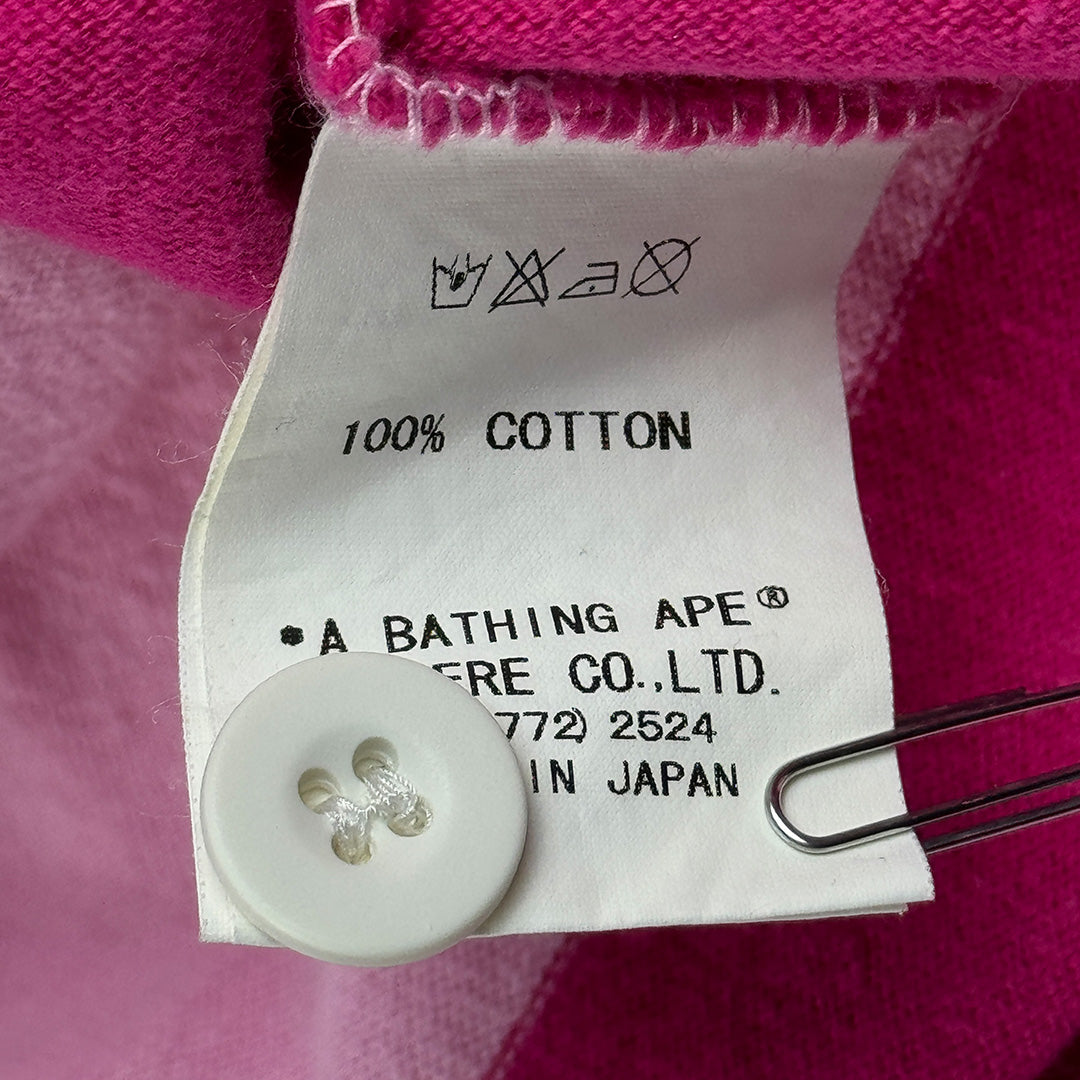 100% COTTON
*A BATHING APE®
ERE CO.,LTD.
772) 2524
IN JAPAN